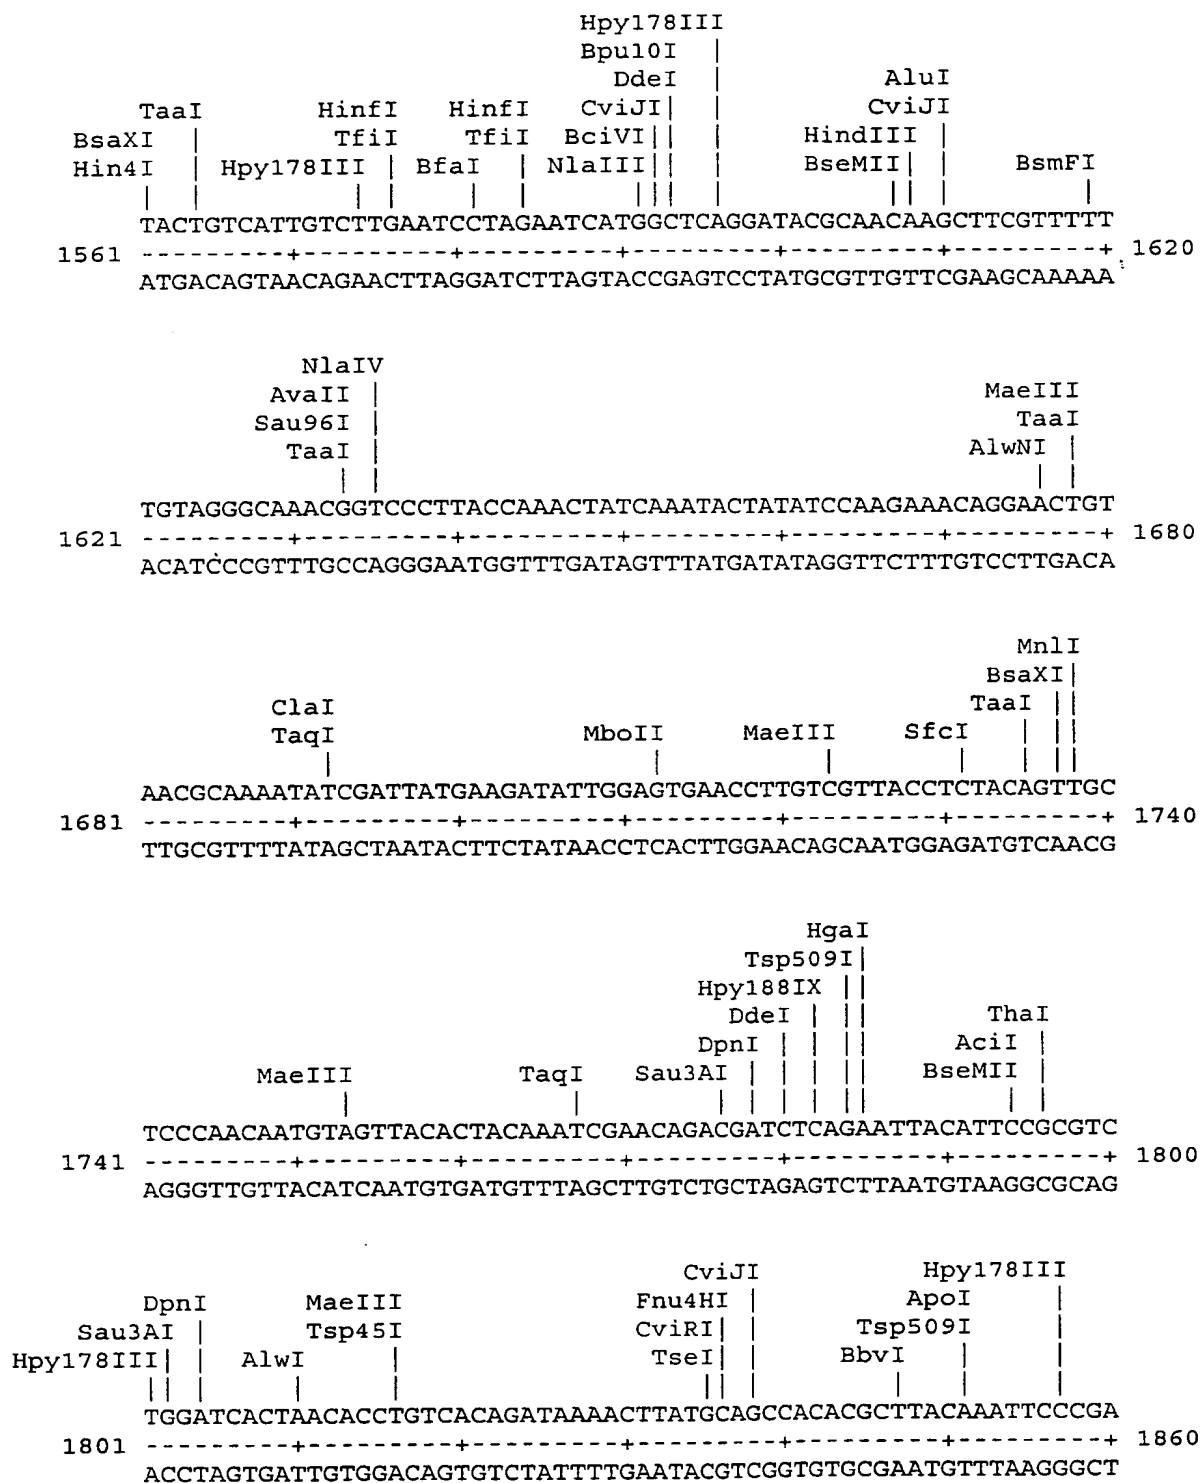 Hpy178III
Bpu10I
DdeI AluI
TaaI HinfI HinfI CviJI CviJI
BsaXI TfiI TfiI BciVI HindIII
Hin4I Hpy178III BfaI NlaIII BseMII BsmFI
TACTGTCATTGTCTTGAATCCTAGAATCATGGCTCAGGATACGCAACAAGCTTCGTTTTT
1561 ---------+---------+---------+---------+---------+---------+ 1620
ATGACAGTAACAGAACTTAGGATCTTAGTACCGAGTCCTATGCGTTGTTCGAAGCAAAAA
NlaIV
AvaII MaeIII
Sau96I TaaI
TaaI AlwNI
TGTAGGGCAAACGGTCCCTTACCAAACTATCAAATACTATATCCAAGAAACAGGAACTGT
1621 ---------+---------+---------+---------+---------+---------+ 1680
ACATCCCGTTTGCCAGGGAATGGTTTGATAGTTTATGATATAGGTTCTTTGTCCTTGACA
MnlI
BsaXI
ClaI TaaI
TaqI MboII MaeIII SfcI
AACGCAAAATATCGATTATGAAGATATTGGAGTGAACCTTGTCGTTACCTCTACAGTTGC
1681 ---------+---------+---------+---------+---------+---------+ 1740
TTGCGTTTTATAGCTAATACTTCTATAACCTCACTTGGAACAGCAATGGAGATGTCAACG
HgaI
Tsp509I
Hpy188IX
DdeI ThaI
DpnI AciI
MaeIII TaqI Sau3AI BseMII
TCCCAACAATGTAGTTACACTACAAATCGAACAGACGATCTCAGAATTACATTCCGCGTC
1741 ---------+---------+---------+---------+---------+---------+ 1800
AGGGTTGTTACATCAATGTGATGTTTAGCTTGTCTGCTAGAGTCTTAATGTAAGGCGCAG
CviJI Hpy178III
DpnI MaeIII Fnu4HI ApoI
Sau3AI Tsp45I CviRI Tsp509I
Hpy178III AlwI TseI BbvI
TGGATCACTAACACCTGTCACAGATAAAACTTATGCAGCCACACGCTTACAAATTCCCGA
1801 ---------+---------+---------+---------+---------+---------+ 1860
ACCTAGTGATTGTGGACAGTGTCTATTTTGAATACGTCGGTGTGCGAATGTTTAAGGGCT